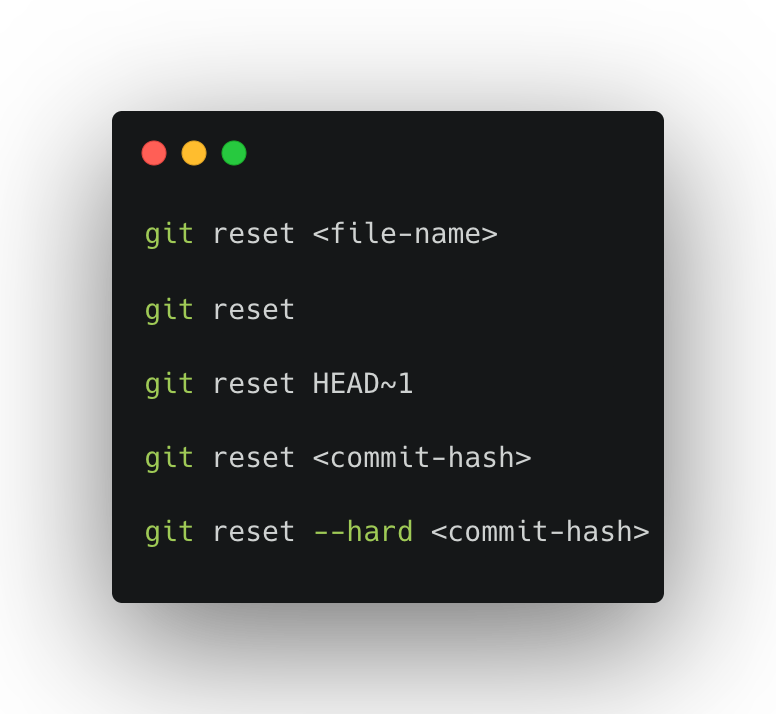 git reset <file-name>
git reset
git reset HEAD~1
git reset <commit-hash>
git reset --hard <commit-hash>